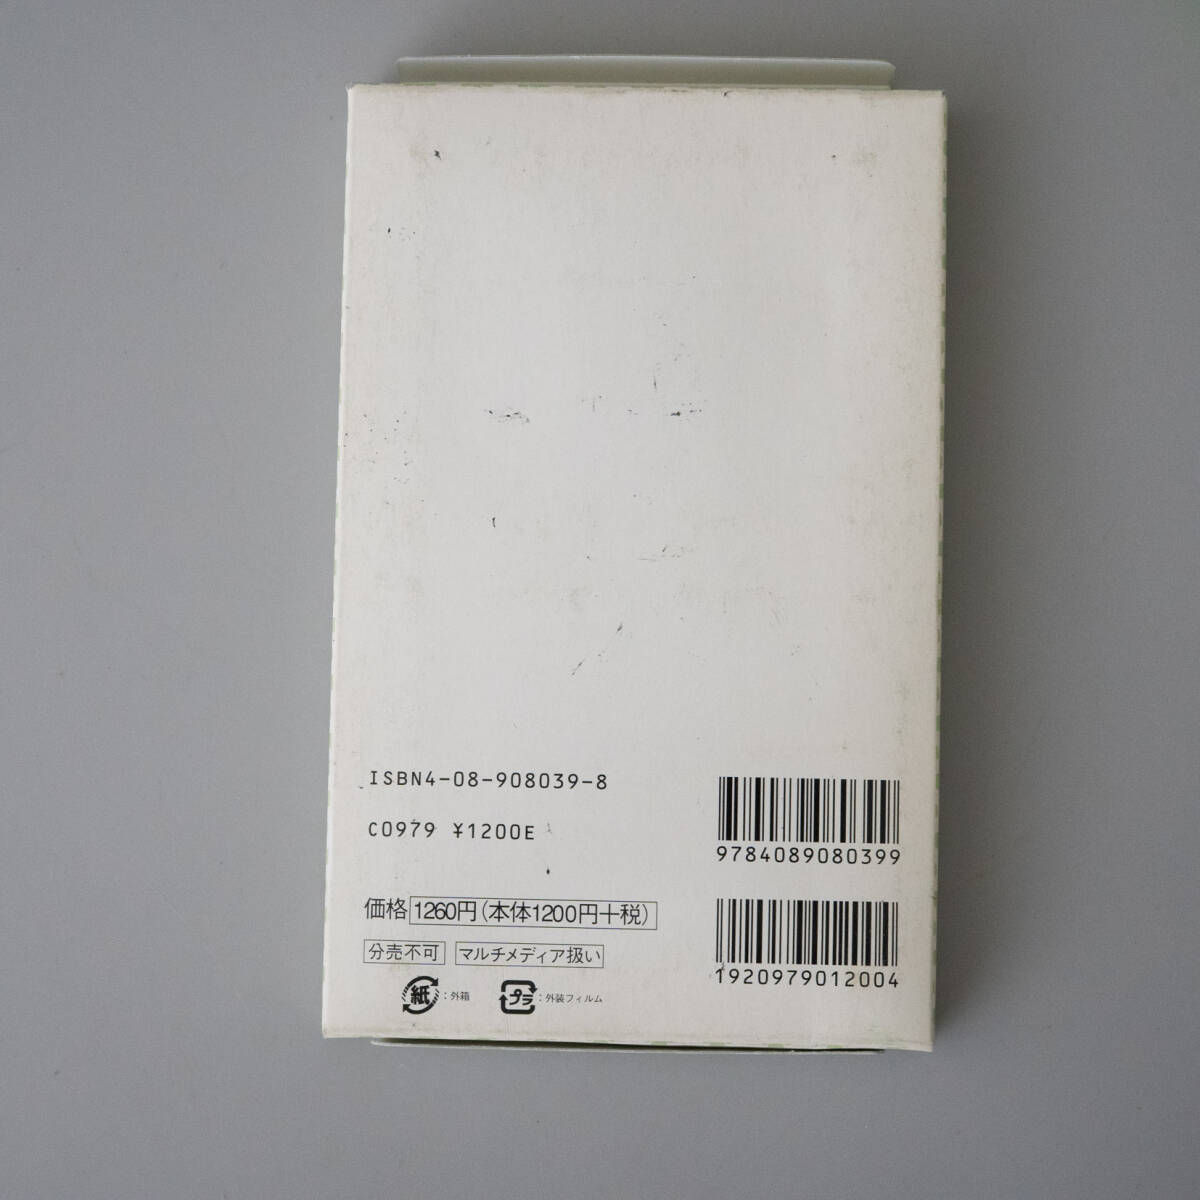 ISBN4-08-908039-8
C0979 ¥1200E
9784089080399
価格 1260円(本体1200円+税)
分売不可 マルチメディア扱い
1920979012004
紙:外箱 プラ:外装フィルム